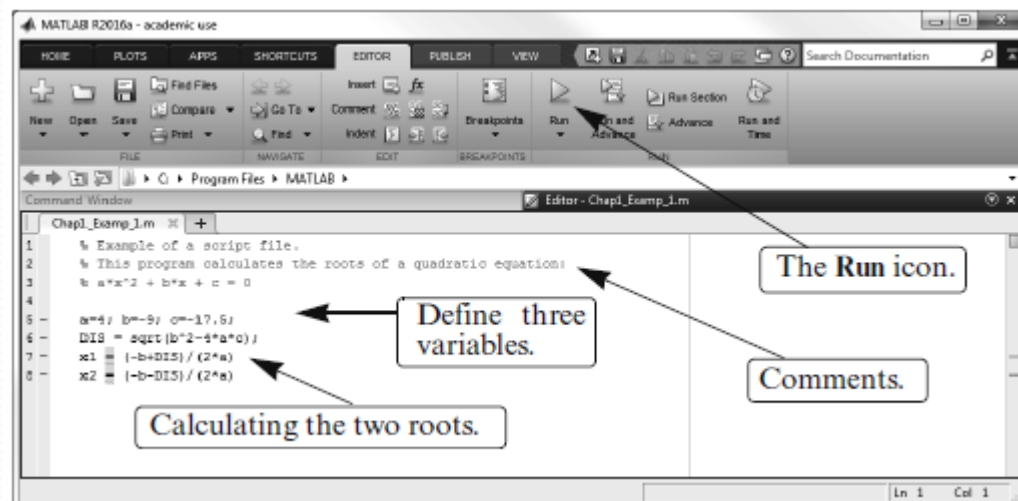 MATLAB R2016a - academic use
HOME PLOTS APPS SHORTCUTS EDITOR PUBLISH VIEW Search Documentation
New Open Save Find Files Compare Print
Go To Find
Insert fx Comment Indent
Breakpoints
Run Run and Advance Run Section Advance Run and Time
FILE NAVIGATE EDIT BREAKPOINTS RUN
C: ▸ Program Files ▸ MATLAB ▸
Command Window Editor - Chap1_Examp_1.m
Chap1_Examp_1.m +
1 % Example of a script file.
2 % This program calculates the roots of a quadratic equation:
3 % a*x^2 + b*x + c = 0
4
5 - a=4; b=-9; c=-17.5;
6 - DIS = sqrt(b^2-4*a*c);
7 - x1 = (-b+DIS)/(2*a)
8 - x2 = (-b-DIS)/(2*a)
The Run icon.
Define three
variables.
Comments.
Calculating the two roots.
Ln 1 Col 1